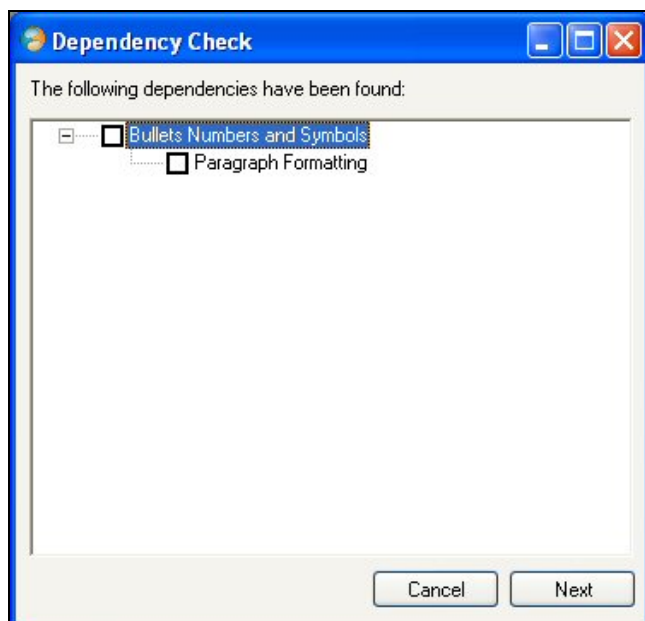 Dependency Check
The following dependencies have been found:
Bullets Numbers and Symbols
Paragraph Formatting
Cancel Next